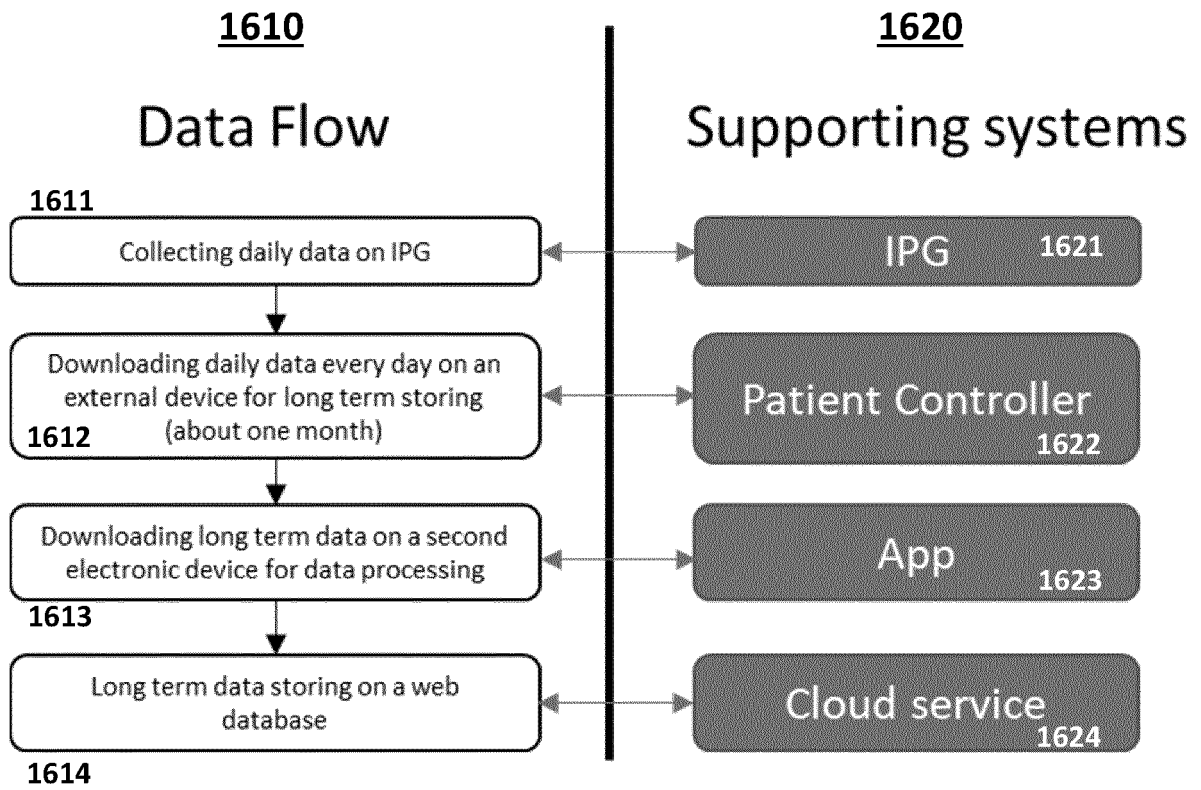 1610
1620
Data Flow
Supporting systems
1611
Collecting daily data on IPG
IPG
1621
Downloading daily data every day on an
external device for long term storing
(about one month)
1612
Patient Controller
1622
Downloading long term data on a second
electronic device for data processing
1613
App
1623
Long term data storing on a web
database
1614
Cloud service
1624